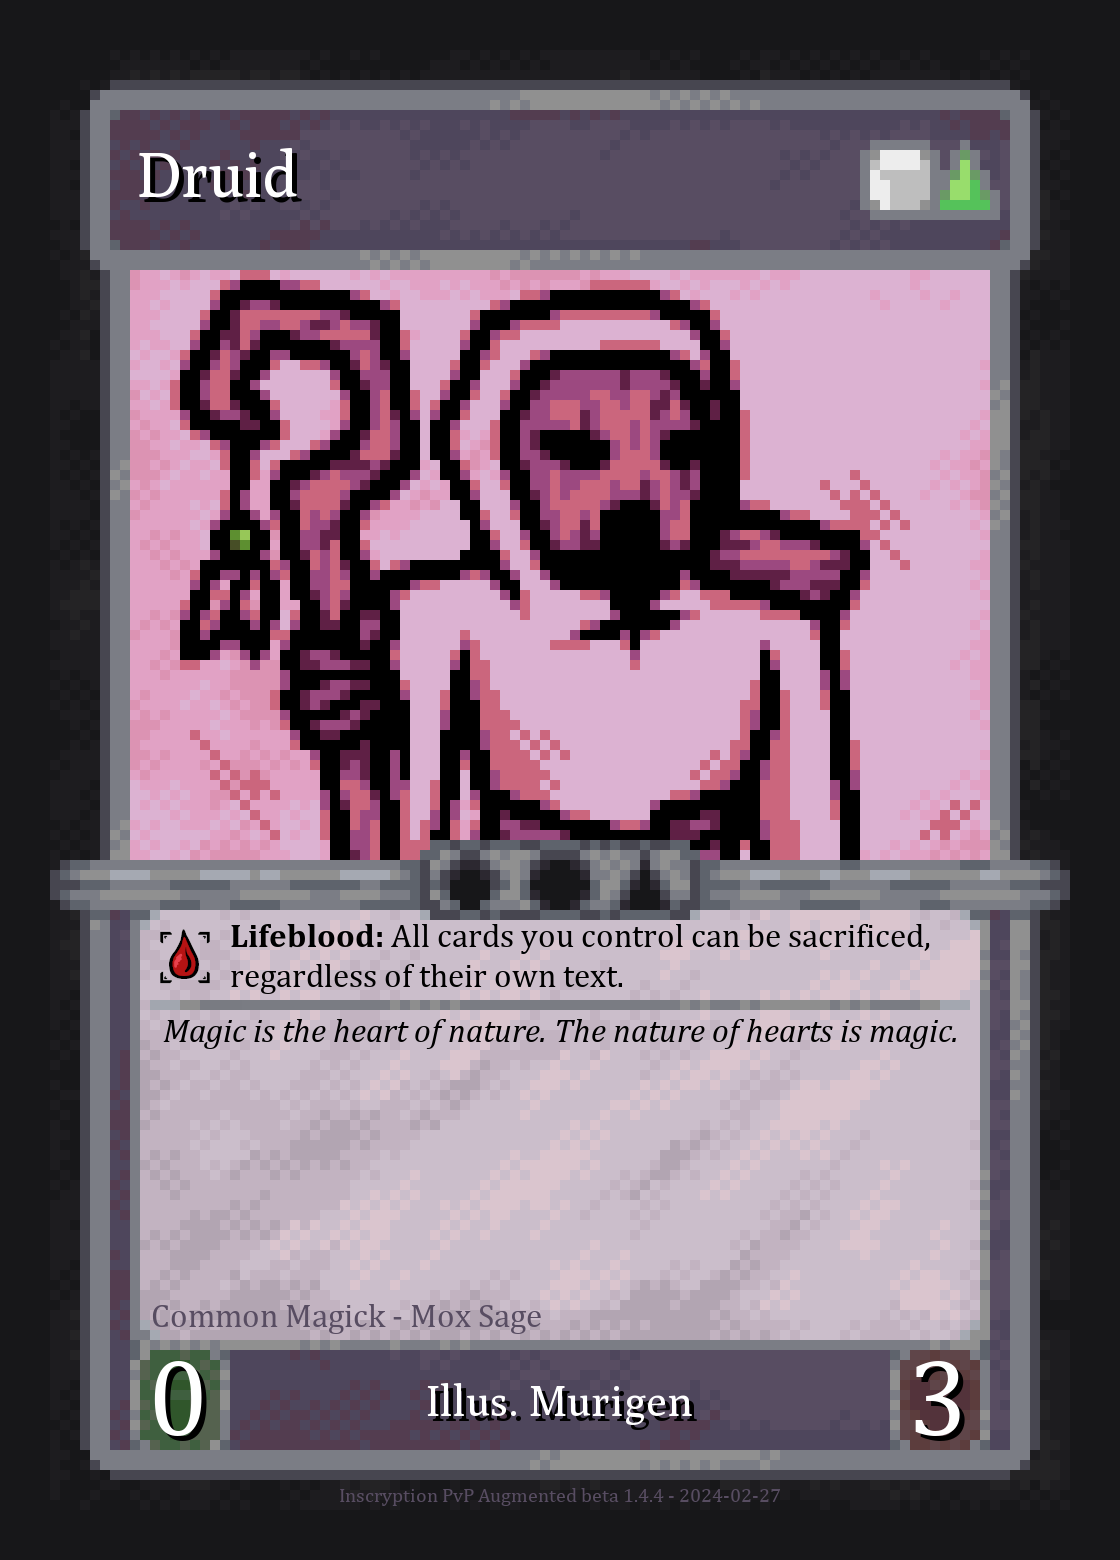 Druid
Lifeblood: All cards you control can be sacrificed,
regardless of their own text.
Magic is the heart of nature. The nature of hearts is magic.
Common Magick - Mox Sage
0
Illus. Murigen
3
Inscryption PvP Augmented beta 1.4.4 - 2024-02-27